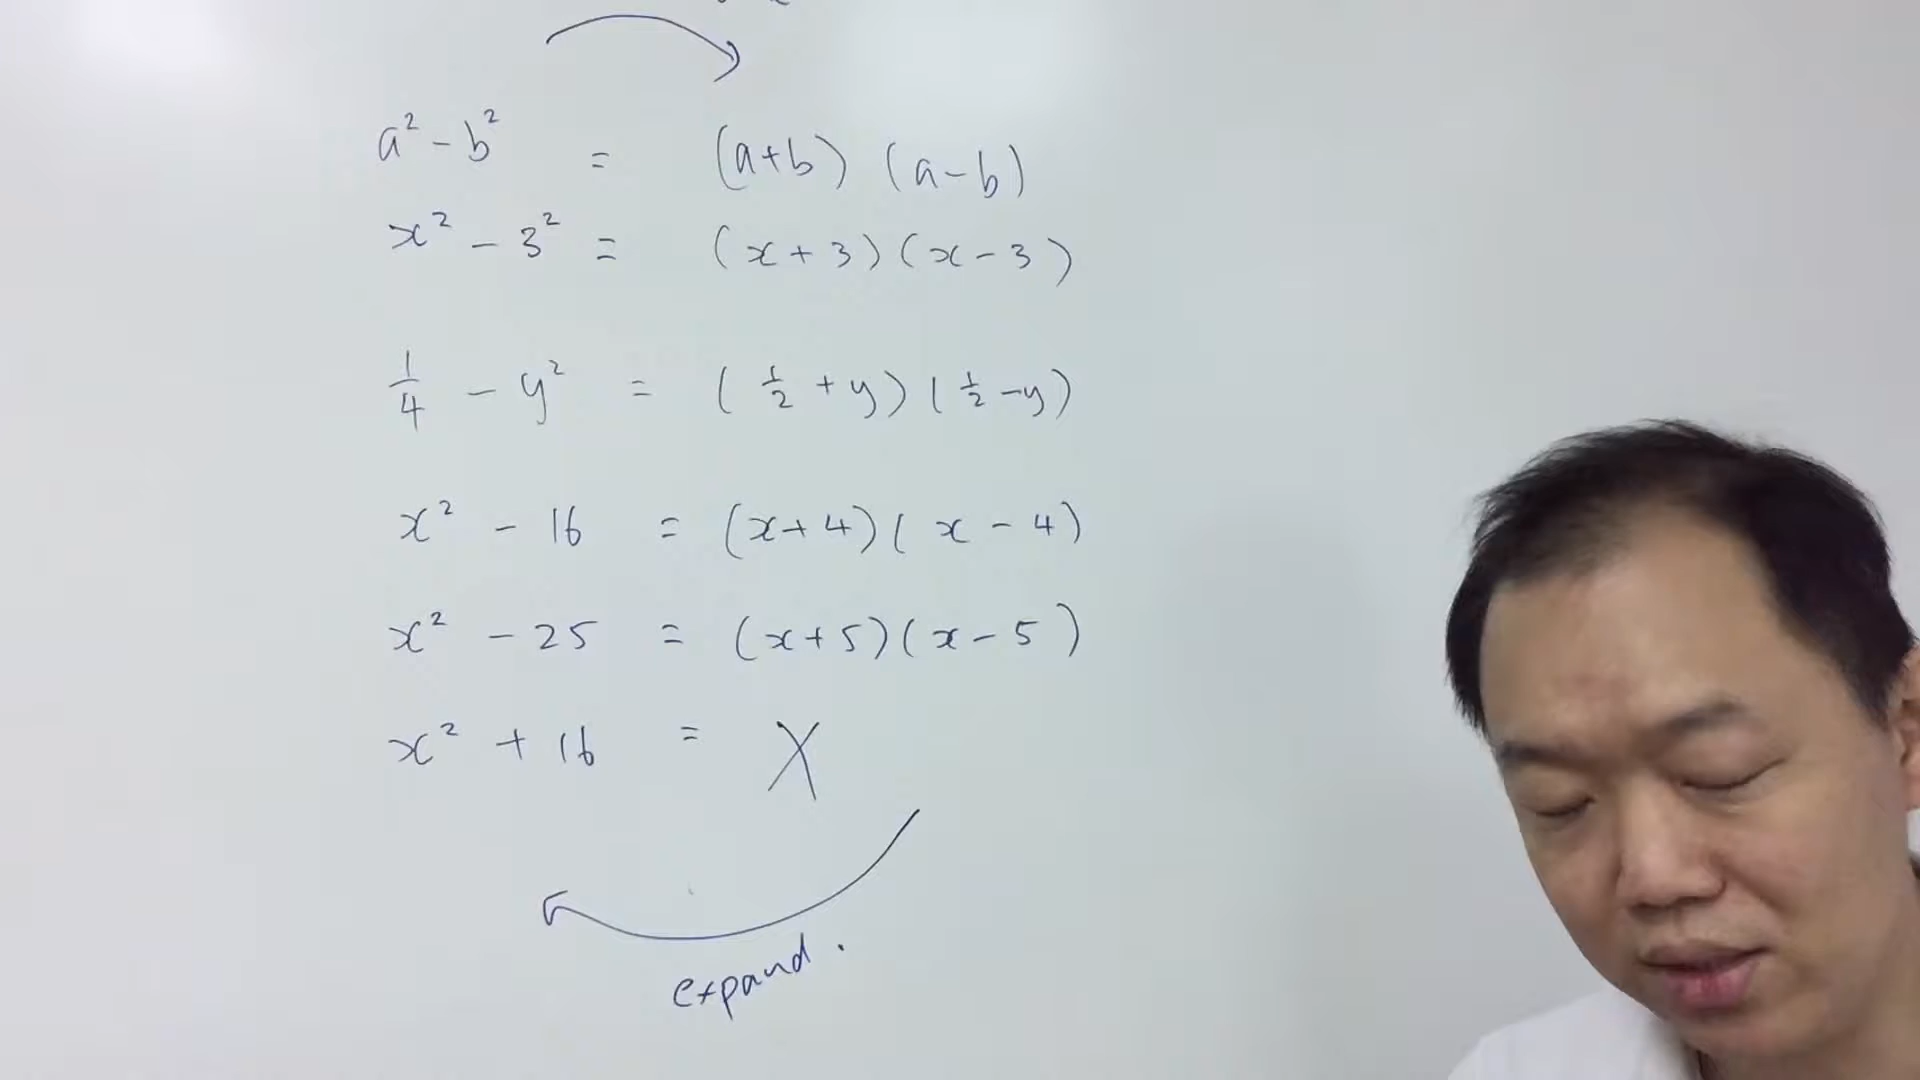 a² - b² = (a+b) (a-b)
x² - 3² = (x+3)(x-3)
1/4 - y² = (1/2 + y)(1/2 - y)
x² - 16 = (x+4)(x-4)
x² - 25 = (x+5)(x-5)
x² + 16 = X
expand.